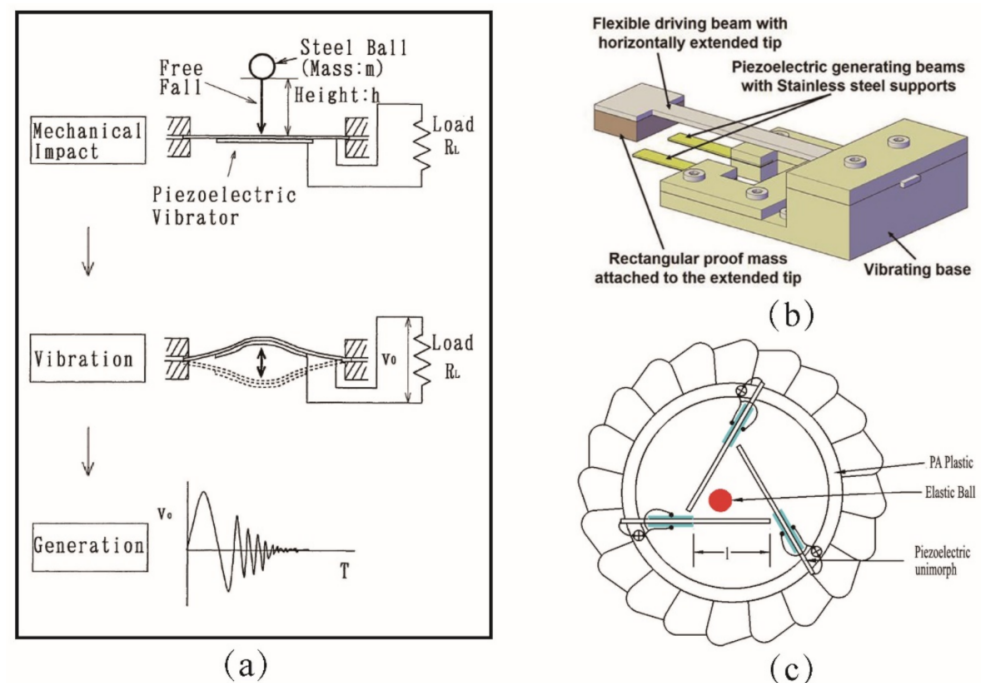 Steel Ball
(Mass:m)
Free
Fall
Height:h
Mechanical
Impact
Load
RL
Piezoelectric
Vibrator
Vibration
V0
Load
RL
Generation
V0
T
(a)
Flexible driving beam with
horizontally extended tip
Piezoelectric generating beams
with Stainless steel supports
Rectangular proof mass
attached to the extended tip
Vibrating base
(b)
PA Plastic
Elastic Ball
Piezoelectric
unimorph
l
(c)